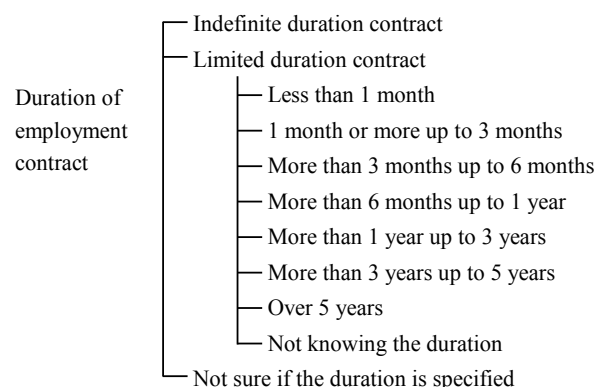 Indefinite duration contract
Limited duration contract
Duration of
employment
contract
Less than 1 month
1 month or more up to 3 months
More than 3 months up to 6 months
More than 6 months up to 1 year
More than 1 year up to 3 years
More than 3 years up to 5 years
Over 5 years
Not knowing the duration
Not sure if the duration is specified